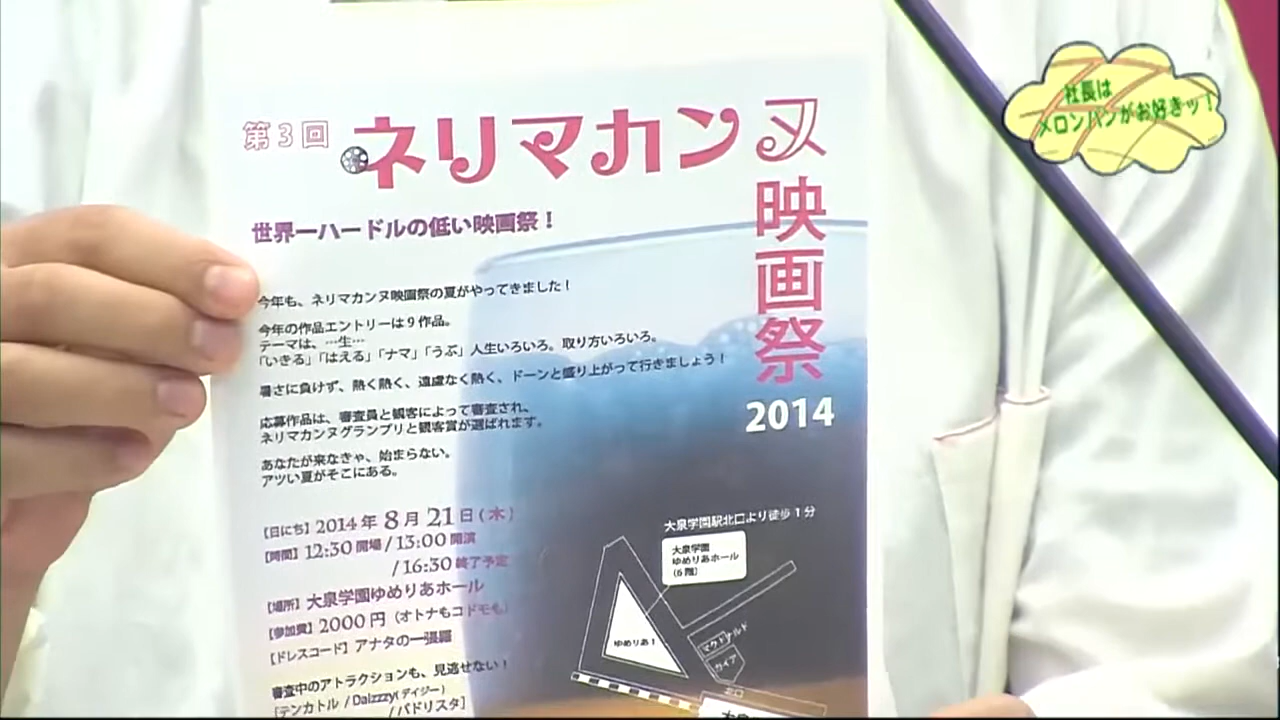 社長は
メロンパンがお好きッ！
第3回 ネリマカンヌ映画祭
2014
世界一ハードルの低い映画祭！
今年も、ネリマカンヌ映画祭の夏がやってきました！
今年の作品エントリーは９作品。
テーマは、…生…
「いきる」「はえる」「ナマ」「うぶ」人生いろいろ。取り方いろいろ。
暑さに負けず、熱く熱く、遠慮なく熱く、ドーンと盛り上がって行きましょう！
応募作品は、審査員と観客によって審査され、
ネリマカンヌグランプリと観客賞が選ばれます。
あなたが来なきゃ、始まらない。
アツい夏がそこにある。
【日にち】2014年8月21日(木)
【時間】12:30開場/13:00開演
/16:30終了予定
【場所】大泉学園ゆめりあホール
【参加費】2000円（オトナもコドモも）
【ドレスコード】アナタの一張羅
審査中のアトラクションも、見逃せない！
［テンカトル / Daizzzy(デイジー)
/パドリスタ］
大泉学園駅北口より徒歩1分
大泉学園
ゆめりあホール
(6階)
ゆめりあ1
マクドナルド
ガイア
北口